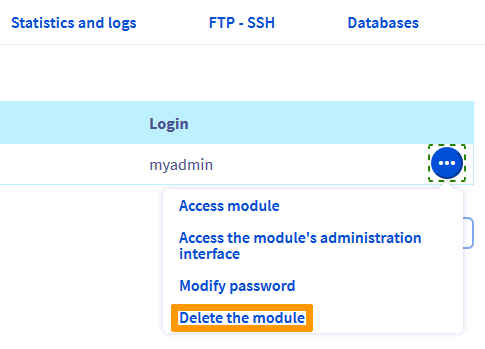 Statistics and logs FTP - SSH Databases
Login
myadmin
Access module
Access the module's administration
interface
Modify password
Delete the module